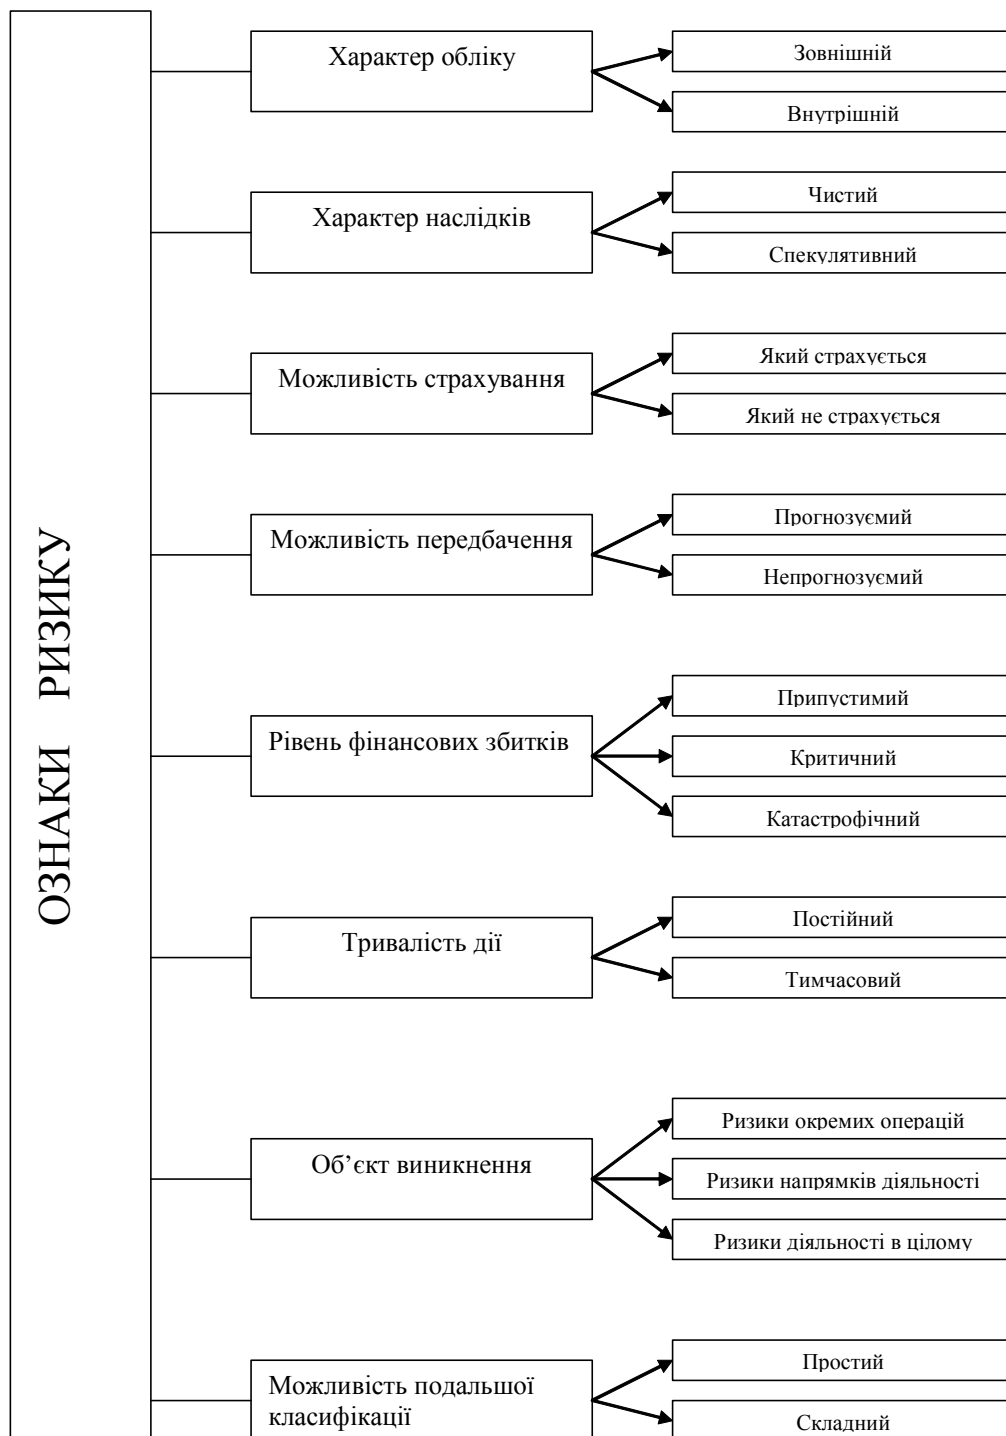 ОЗНАКИ РИЗИКУ
Характер обліку
Зовнішній
Внутрішній
Характер наслідків
Чистий
Спекулятивний
Можливість страхування
Який страхується
Який не страхується
Можливість передбачення
Прогнозуємий
Непрогнозуємий
Рівень фінансових збитків
Припустимий
Критичний
Катастрофічний
Тривалість дії
Постійний
Тимчасовий
Об’єкт виникнення
Ризики окремих операцій
Ризики напрямків діяльності
Ризики діяльності в цілому
Можливість подальшої
класифікації
Простий
Складний